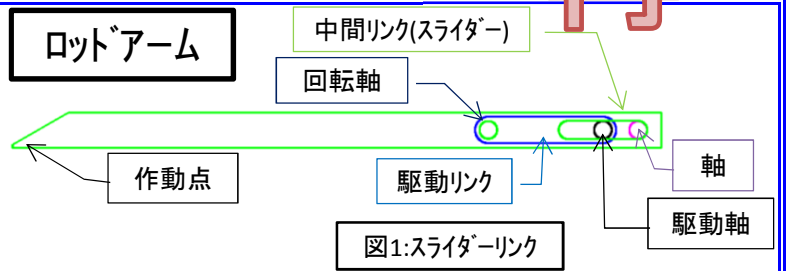 中間リンク(スライダー)
ロッドアーム
回転軸
作動点
駆動リンク
軸
駆動軸
図1:スライダーリンク